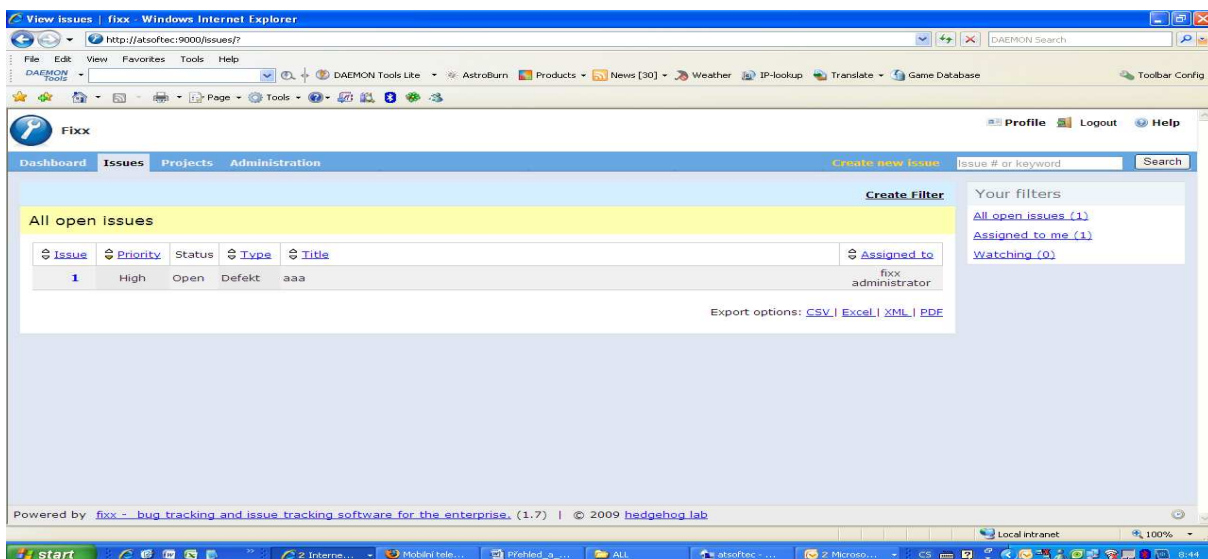 View issues | fixx - Windows Internet Explorer
http://atsoftec:9000/issues/?
DAEMON Search
File Edit View Favorites Tools Help
DAEMON Tools
DAEMON Tools Lite AstroBurn Products News [30] Weather IP-lookup Translate Game Database Toolbar Config
Page Tools
Fixx
Profile Logout Help
Dashboard Issues Projects Administration Create new issue Issue # or keyword Search
Create Filter
Your filters
All open issues
All open issues (1)
Assigned to me (1)
Watching (0)
Issue Priority Status Type Title Assigned to
1 High Open Defekt aaa fixx administrator
Export options: CSV | Excel | XML | PDF
Powered by fixx - bug tracking and issue tracking software for the enterprise. (1.7) | © 2009 hedgehog lab
Local intranet 100%
start 2 Interne... Mobilní tele... Přehled_a_... ALL atsoftec - ... 2 Microso... CS 8:44